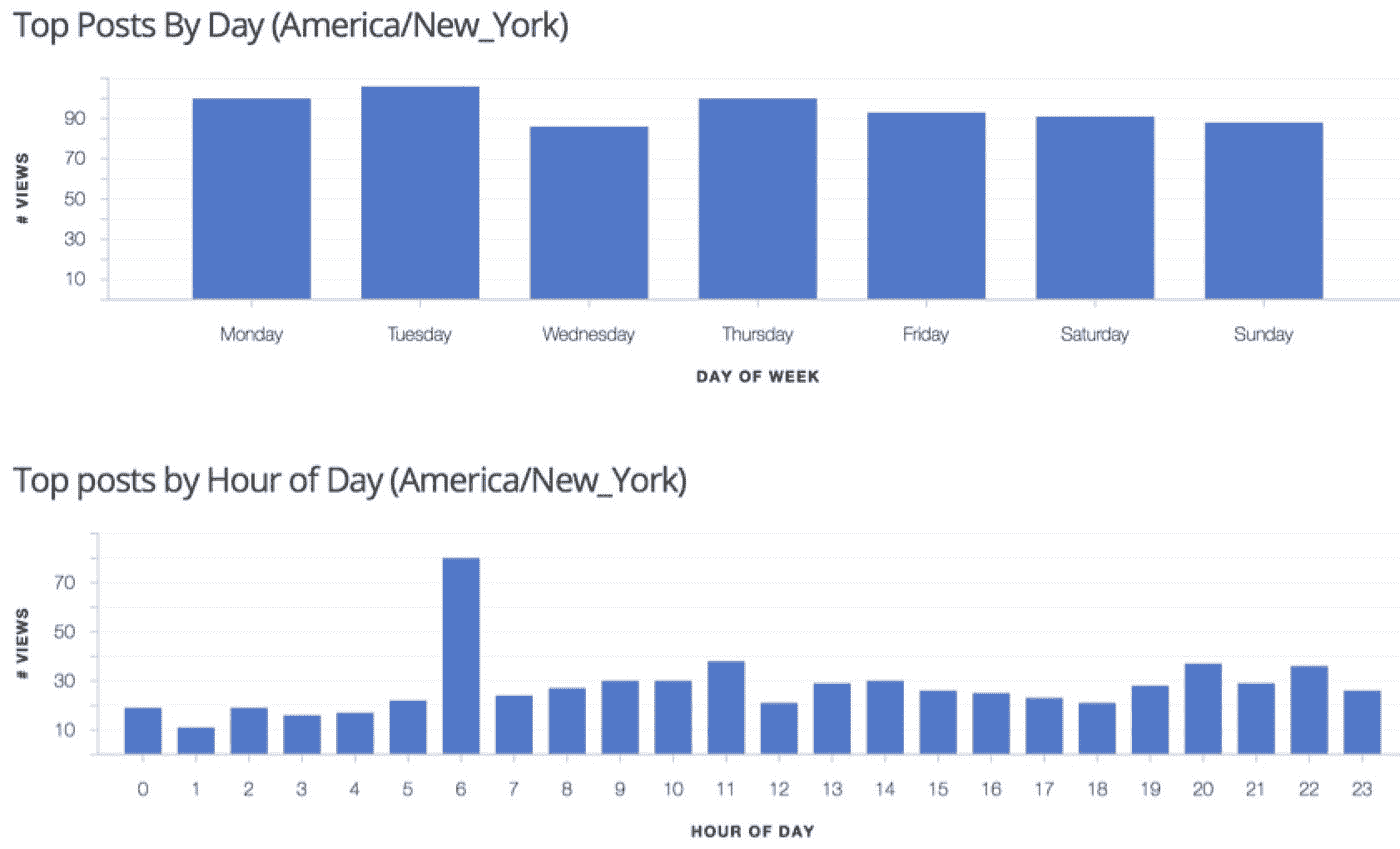 Top Posts By Day (America/New_York)
90
70
50
30
10
# VIEWS
Monday Tuesday Wednesday Thursday Friday Saturday Sunday
DAY OF WEEK
Top posts by Hour of Day (America/New_York)
70
50
30
10
# VIEWS
0 1 2 3 4 5 6 7 8 9 10 11 12 13 14 15 16 17 18 19 20 21 22 23
HOUR OF DAY